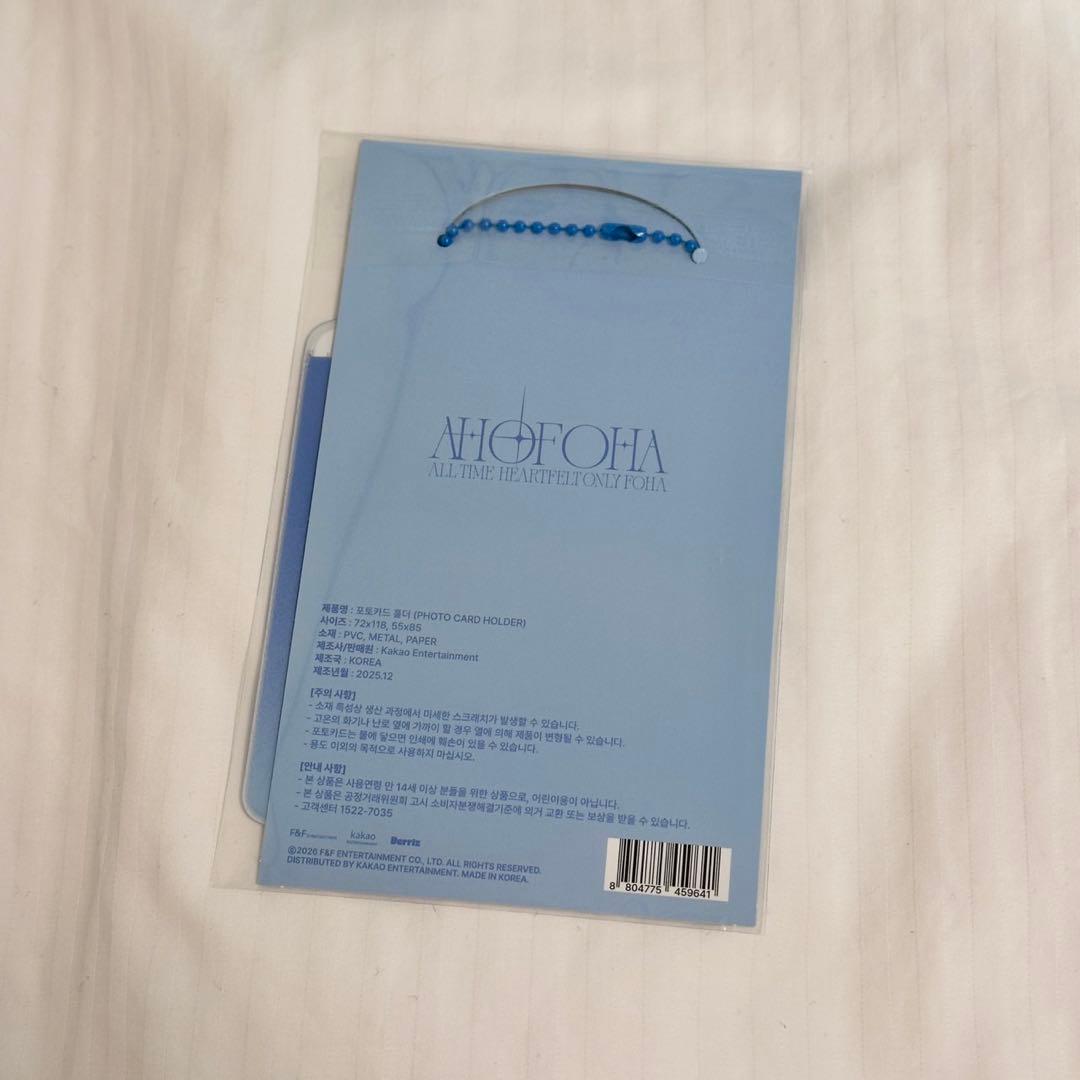 AHOFOHA
ALL TIME HEARTFELT ONLY FOHA
제품명 : 포토카드 홀더 (PHOTO CARD HOLDER)
사이즈 : 72x118, 55x85
소재 : PVC, METAL, PAPER
제조사/판매원 : Kakao Entertainment
제조국 : KOREA
제조년월 : 2025.12
[주의 사항]
- 소재 특성상 생산 과정에서 미세한 스크래치가 발생할 수 있습니다.
- 고온의 화기나 난로 옆에 가까이 할 경우 열에 의해 제품이 변형될 수 있습니다.
- 포토카드는 물에 닿으면 인쇄에 훼손이 있을 수 있습니다.
- 용도 이외의 목적으로 사용하지 마십시오.
[안내 사항]
- 본 상품은 사용연령 만 14세 이상 분들을 위한 상품으로, 어린이용이 아닙니다.
- 본 상품은 공정거래위원회 고시 소비자분쟁해결기준에 의거 교환 또는 보상을 받을 수 있습니다.
- 고객센터 1522-7035
F&F kakao Berriz
©2026 F&F ENTERTAINMENT CO., LTD. ALL RIGHTS RESERVED.
DISTRIBUTED BY KAKAO ENTERTAINMENT. MADE IN KOREA.
8 804775 459641